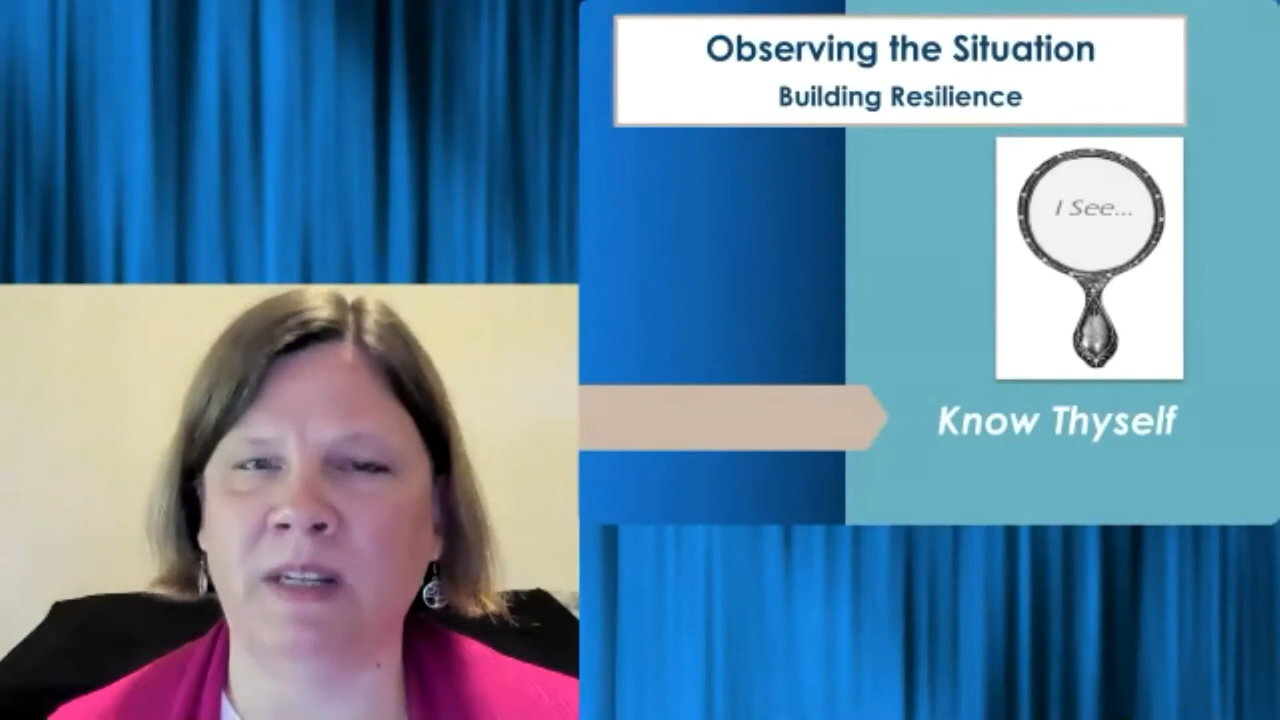 Observing the Situation
Building Resilience
I See...
Know Thyself